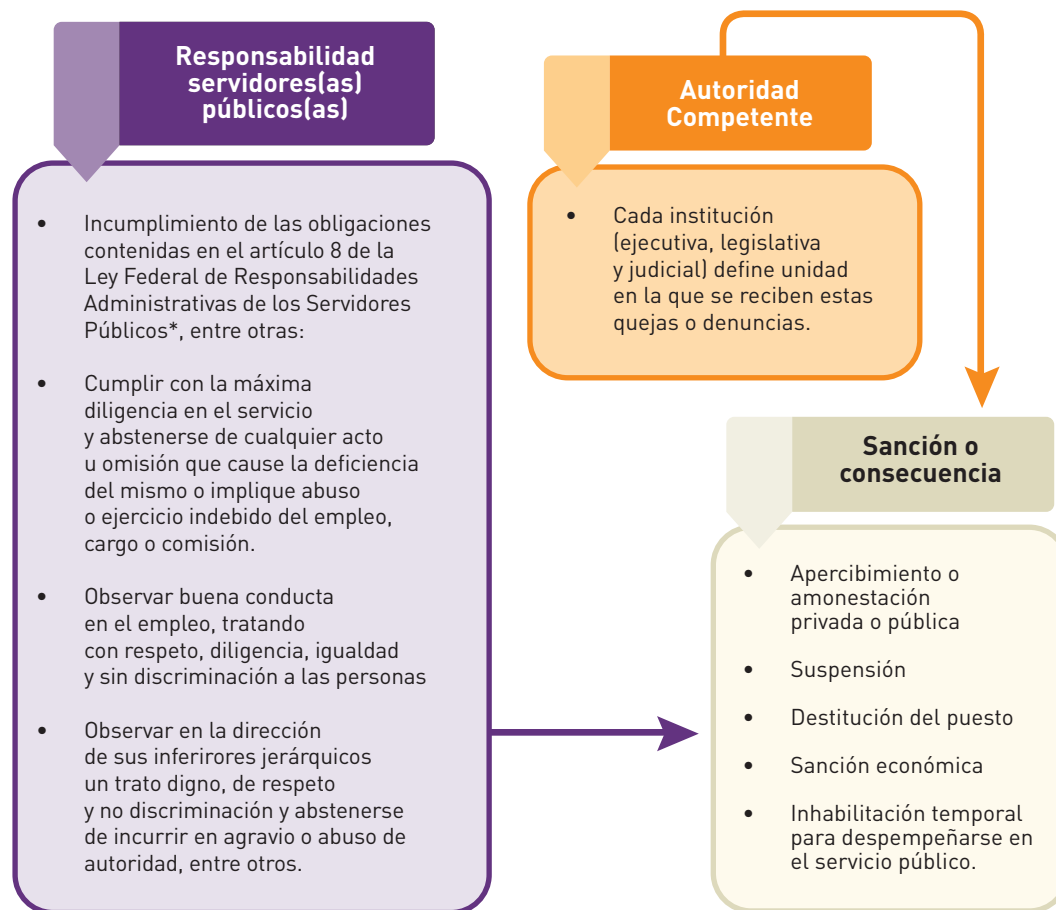 Responsabilidad
servidores(as)
públicos(as)
• Incumplimiento de las obligaciones
contenidas en el artículo 8 de la
Ley Federal de Responsabilidades
Administrativas de los Servidores
Públicos*, entre otras:
• Cumplir con la máxima
diligencia en el servicio
y abstenerse de cualquier acto
u omisión que cause la deficiencia
del mismo o implique abuso
o ejercicio indebido del empleo,
cargo o comisión.
• Observar buena conducta
en el empleo, tratando
con respeto, diligencia, igualdad
y sin discriminación a las personas
• Observar en la dirección
de sus inferirores jerárquicos
un trato digno, de respeto
y no discriminación y abstenerse
de incurrir en agravio o abuso de
autoridad, entre otros.
Autoridad
Competente
• Cada institución
(ejecutiva, legislativa
y judicial) define unidad
en la que se reciben estas
quejas o denuncias.
Sanción o
consecuencia
• Apercibimiento o
amonestación
privada o pública
• Suspensión
• Destitución del puesto
• Sanción económica
• Inhabilitación temporal
para despempeñarse en
el servicio público.